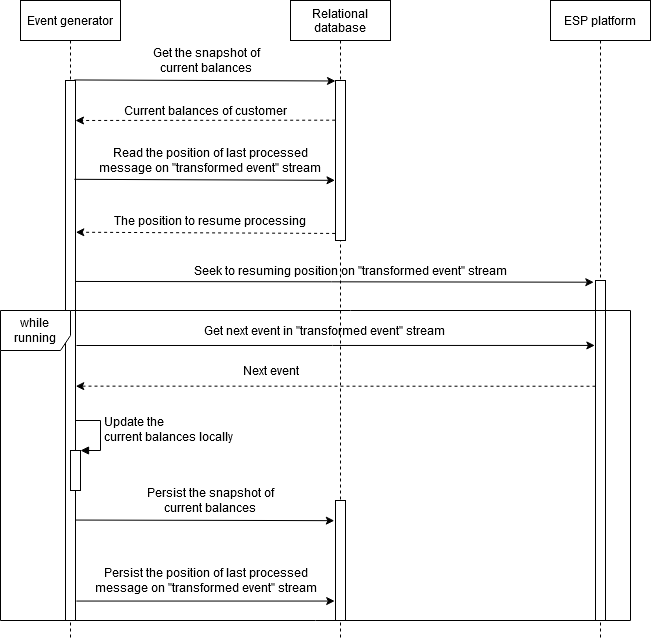 Event generator
Relational
database
ESP platform
Get the snapshot of
current balances
Current balances of customer
Read the position of last processed
message on "transformed event" stream
The position to resume processing
Seek to resuming position on "transformed event" stream
while
running
Get next event in "transformed event" stream
Next event
Update the
current balances locally
Persist the snapshot of
current balances
Persist the position of last processed
message on "transformed event" stream